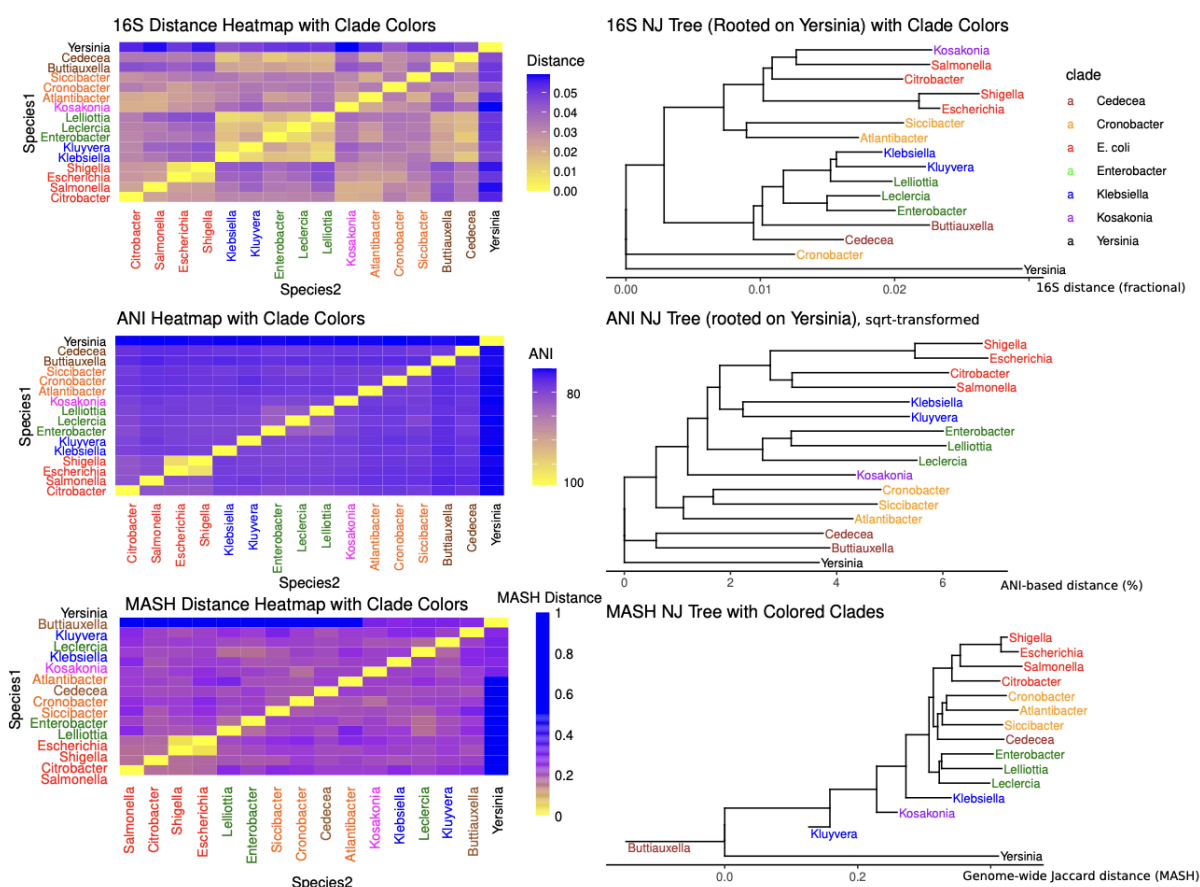 16S Distance Heatmap with Clade Colors
Species1
Yersinia
Cedecea
Buttiauxella
Siccibacter
Cronobacter
Atlantibacter
Kosakonia
Lelliottia
Leclercia
Enterobacter
Kluyvera
Klebsiella
Shigella
Escherichia
Salmonella
Citrobacter
Citrobacter
Salmonella
Escherichia
Shigella
Klebsiella
Kluyvera
Enterobacter
Leclercia
Lelliottia
Kosakonia
Atlantibacter
Cronobacter
Siccibacter
Buttiauxella
Cedecea
Yersinia
Species2
Distance
0.05
0.04
0.03
0.02
0.01
0.00
16S NJ Tree (Rooted on Yersinia) with Clade Colors
Kosakonia
Salmonella
Citrobacter
Shigella
Escherichia
Siccibacter
Atlantibacter
Klebsiella
Kluyvera
Lelliottia
Leclercia
Enterobacter
Buttiauxella
Cedecea
Cronobacter
Yersinia
0.00
0.01
0.02
16S distance (fractional)
clade
a Cedecea
a Cronobacter
a E. coli
a Enterobacter
a Klebsiella
a Kosakonia
a Yersinia
ANI Heatmap with Clade Colors
Species1
Yersinia
Cedecea
Buttiauxella
Siccibacter
Cronobacter
Atlantibacter
Kosakonia
Lelliottia
Leclercia
Enterobacter
Kluyvera
Klebsiella
Shigella
Escherichia
Salmonella
Citrobacter
Citrobacter
Salmonella
Escherichia
Shigella
Klebsiella
Kluyvera
Enterobacter
Leclercia
Lelliottia
Kosakonia
Atlantibacter
Cronobacter
Siccibacter
Buttiauxella
Cedecea
Yersinia
Species2
ANI
80
100
ANI NJ Tree (rooted on Yersinia), sqrt-transformed
Shigella
Escherichia
Citrobacter
Salmonella
Klebsiella
Kluyvera
Enterobacter
Lelliottia
Leclercia
Kosakonia
Cronobacter
Siccibacter
Atlantibacter
Cedecea
Buttiauxella
Yersinia
0
2
4
6
ANI-based distance (%)
MASH Distance Heatmap with Clade Colors
Species1
Yersinia
Buttiauxella
Kluyvera
Leclercia
Klebsiella
Kosakonia
Atlantibacter
Cedecea
Cronobacter
Siccibacter
Enterobacter
Lelliottia
Escherichia
Shigella
Citrobacter
Salmonella
Salmonella
Citrobacter
Shigella
Escherichia
Lelliottia
Enterobacter
Siccibacter
Cronobacter
Cedecea
Atlantibacter
Kosakonia
Klebsiella
Leclercia
Kluyvera
Buttiauxella
Yersinia
Species2
MASH Distance
1
0.8
0.6
0.4
0.2
0
MASH NJ Tree with Colored Clades
Shigella
Escherichia
Salmonella
Citrobacter
Cronobacter
Atlantibacter
Siccibacter
Cedecea
Enterobacter
Lelliottia
Leclercia
Klebsiella
Kosakonia
Kluyvera
Buttiauxella
Yersinia
0.0
0.2
Genome-wide Jaccard distance (MASH)